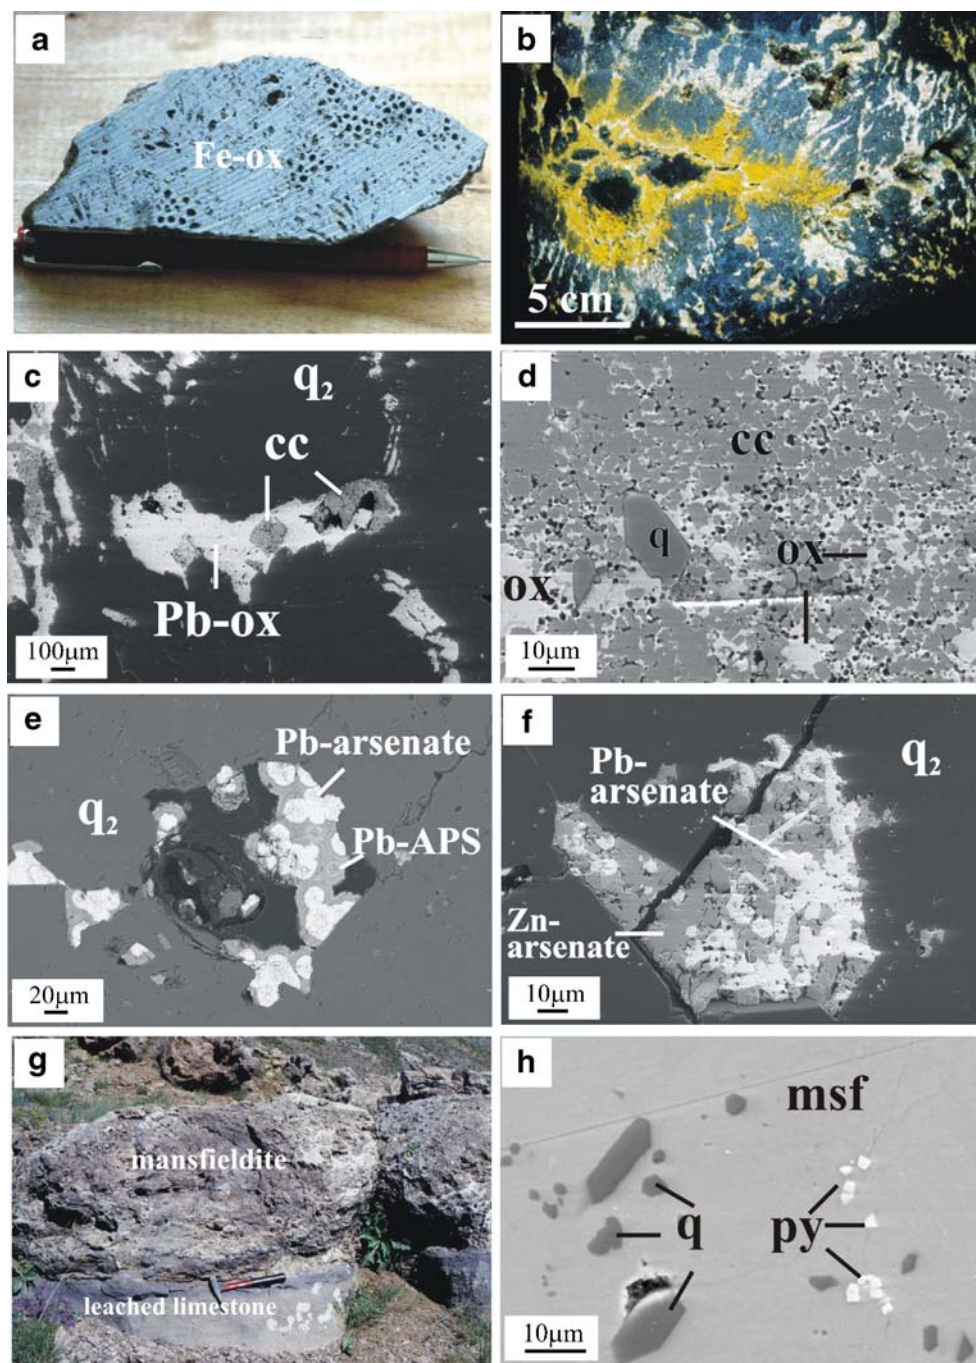 a
Fe-ox
b
5 cm
c
q2
cc
Pb-ox
100μm
d
cc
q
ox
ox
10μm
e
Pb-arsenate
q2
Pb-APS
20μm
f
Pb-
arsenate
q2
Zn-
arsenate
10μm
g
mansfieldite
leached limestone
h
msf
q
py
10μm